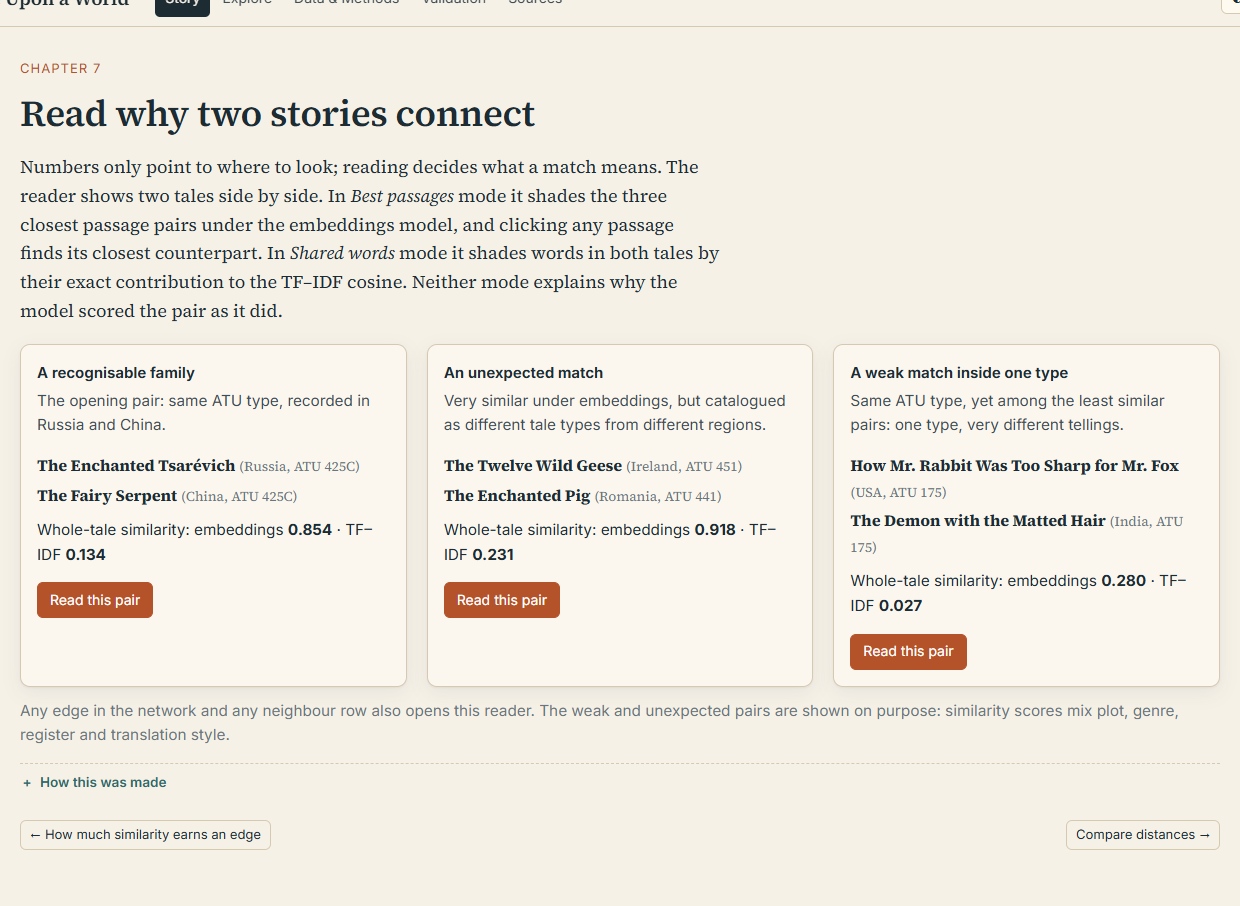 Upon a World Story Explore Data & Methods Validation Sources
CHAPTER 7
Read why two stories connect
Numbers only point to where to look; reading decides what a match means. The
reader shows two tales side by side. In Best passages mode it shades the three
closest passage pairs under the embeddings model, and clicking any passage
finds its closest counterpart. In Shared words mode it shades words in both tales by
their exact contribution to the TF–IDF cosine. Neither mode explains why the
model scored the pair as it did.
A recognisable family
The opening pair: same ATU type, recorded in
Russia and China.
The Enchanted Tsarévich (Russia, ATU 425C)
The Fairy Serpent (China, ATU 425C)
Whole-tale similarity: embeddings 0.854 · TF–
IDF 0.134
Read this pair
An unexpected match
Very similar under embeddings, but catalogued
as different tale types from different regions.
The Twelve Wild Geese (Ireland, ATU 451)
The Enchanted Pig (Romania, ATU 441)
Whole-tale similarity: embeddings 0.918 · TF–
IDF 0.231
Read this pair
A weak match inside one type
Same ATU type, yet among the least similar
pairs: one type, very different tellings.
How Mr. Rabbit Was Too Sharp for Mr. Fox
(USA, ATU 175)
The Demon with the Matted Hair (India, ATU
175)
Whole-tale similarity: embeddings 0.280 · TF–
IDF 0.027
Read this pair
Any edge in the network and any neighbour row also opens this reader. The weak and unexpected pairs are shown on purpose: similarity scores mix plot, genre,
register and translation style.
+ How this was made
← How much similarity earns an edge
Compare distances →